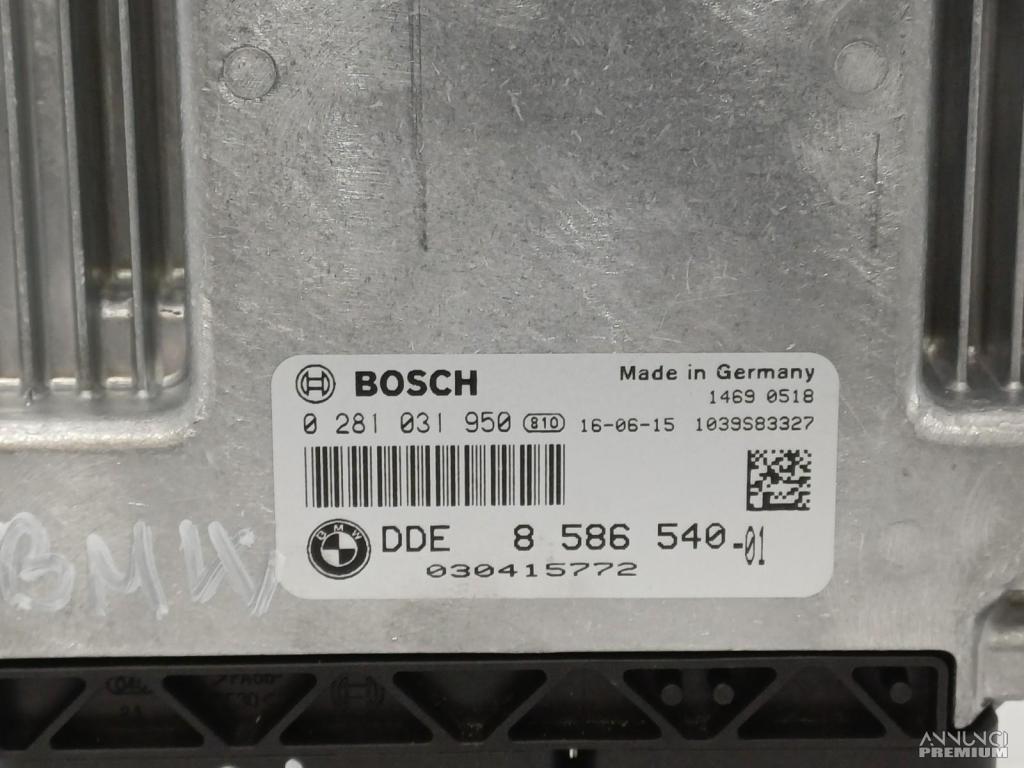 BOSCH
Made in Germany
1469 0518
0 281 031 950 810 16-06-15 1039S83327
BMW
DDE 8 586 540-01
030415772
BMW
ANNUNCI
PREMIUM